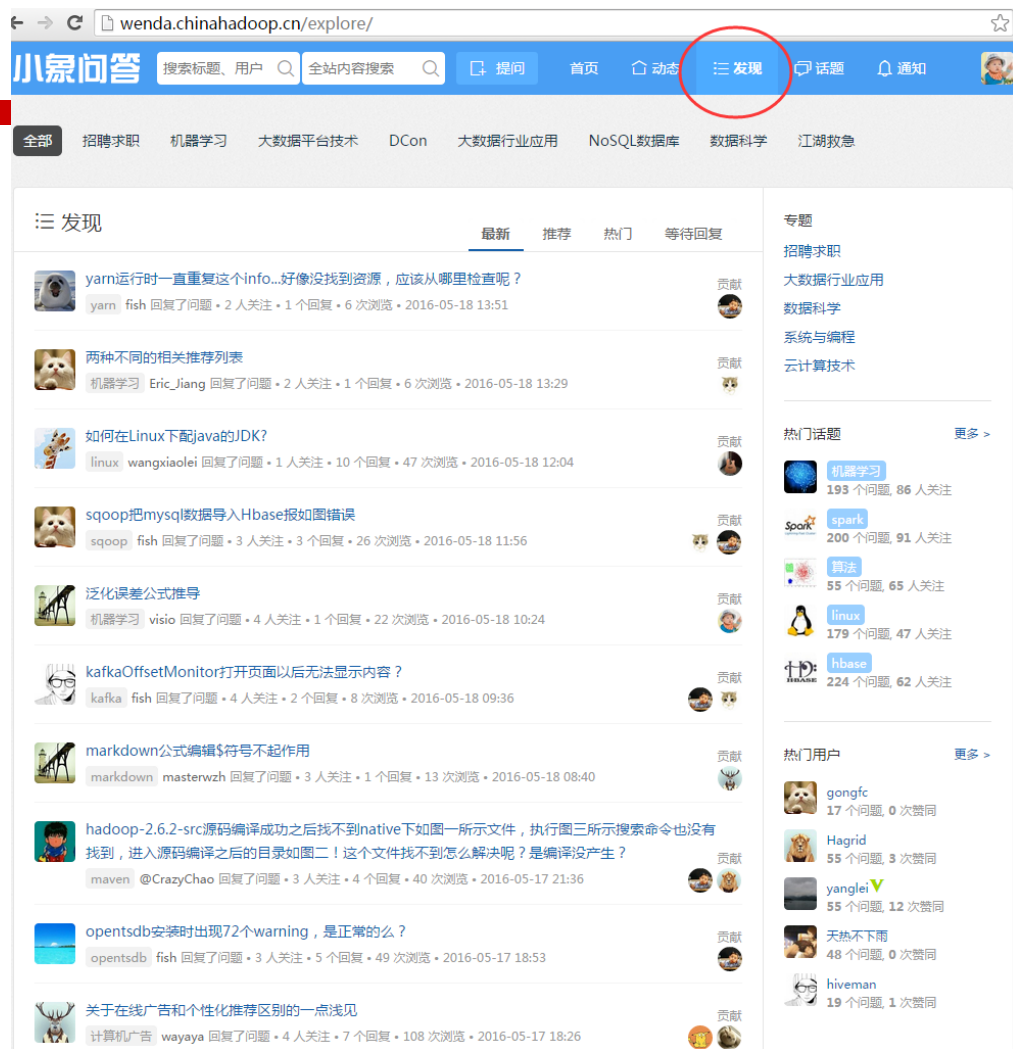 wenda.chinahadoop.cn/explore/
小象问答 搜索标题、用户 全站内容搜索 提问 首页 动态 发现 话题 通知
全部 招聘求职 机器学习 大数据平台技术 DCon 大数据行业应用 NoSQL数据库 数据科学 江湖救急
发现
最新 推荐 热门 等待回复
yarn运行时一直重复这个info...好像没找到资源，应该从哪里检查呢？
贡献
yarn fish 回复了问题 • 2 人关注 • 1 个回复 • 6 次浏览 • 2016-05-18 13:51
两种不同的相关推荐列表
贡献
机器学习 Eric_Jiang 回复了问题 • 2 人关注 • 1 个回复 • 6 次浏览 • 2016-05-18 13:29
如何在Linux下配java的JDK?
贡献
linux wangxiaolei 回复了问题 • 1 人关注 • 10 个回复 • 47 次浏览 • 2016-05-18 12:04
sqoop把mysql数据导入Hbase报如图错误
贡献
sqoop fish 回复了问题 • 3 人关注 • 3 个回复 • 26 次浏览 • 2016-05-18 11:56
泛化误差公式推导
贡献
机器学习 visio 回复了问题 • 4 人关注 • 1 个回复 • 22 次浏览 • 2016-05-18 10:24
kafkaOffsetMonitor打开页面以后无法显示内容？
贡献
kafka fish 回复了问题 • 4 人关注 • 2 个回复 • 8 次浏览 • 2016-05-18 09:36
markdown公式编辑$符号不起作用
贡献
markdown masterwzh 回复了问题 • 3 人关注 • 1 个回复 • 13 次浏览 • 2016-05-18 08:40
hadoop-2.6.2-src源码编译成功之后找不到native下如图一所示文件，执行图三所示搜索命令也没有
找到，进入源码编译之后的目录如图二！这个文件找不到怎么解决呢？是编译没产生？
贡献
maven @CrazyChao 回复了问题 • 3 人关注 • 4 个回复 • 40 次浏览 • 2016-05-17 21:36
opentsdb安装时出现72个warning，是正常的么？
贡献
opentsdb fish 回复了问题 • 3 人关注 • 5 个回复 • 49 次浏览 • 2016-05-17 18:53
关于在线广告和个性化推荐区别的一点浅见
贡献
计算机广告 wayaya 回复了问题 • 4 人关注 • 7 个回复 • 108 次浏览 • 2016-05-17 18:26
专题
招聘求职
大数据行业应用
数据科学
系统与编程
云计算技术
热门话题 更多 >
机器学习
193 个问题, 86 人关注
Spark
spark
200 个问题, 91 人关注
算法
55 个问题, 65 人关注
linux
179 个问题, 47 人关注
HBASE
hbase
224 个问题, 62 人关注
热门用户 更多 >
gongfc
17 个问题, 0 次赞同
Hagrid
55 个问题, 3 次赞同
yanglei
55 个问题, 12 次赞同
天热不下雨
48 个问题, 0 次赞同
hiveman
19 个问题, 1 次赞同